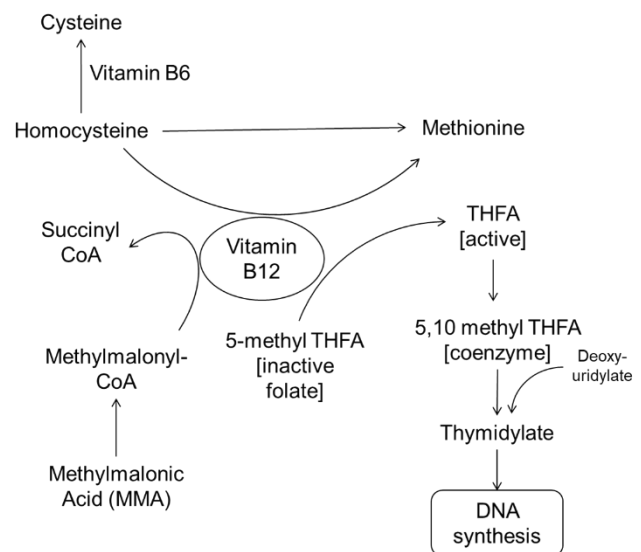 Cysteine
Vitamin B6
Homocysteine
Methionine
Succinyl
CoA
Vitamin
B12
THFA
[active]
5-methyl THFA
[inactive
folate]
5,10 methyl THFA
[coenzyme]
Deoxy-
uridylate
Methylmalonyl-
CoA
Thymidylate
Methylmalonic
Acid (MMA)
DNA
synthesis